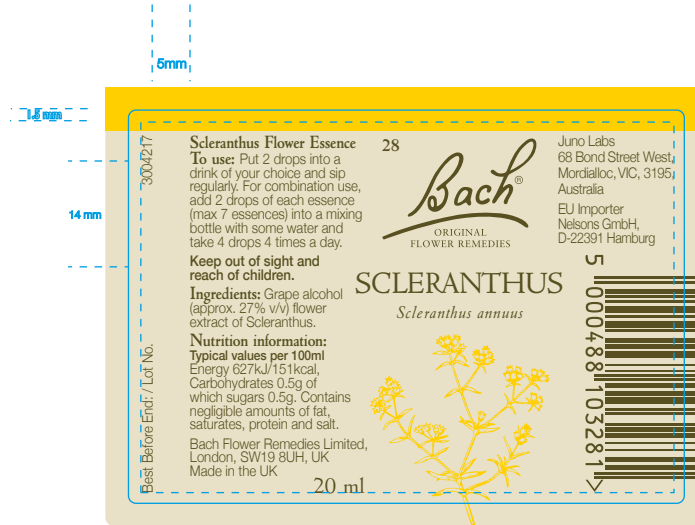 5mm
1.5 mm
14 mm
3004217
Best Before End: / Lot No.
Scleranthus Flower Essence
To use: Put 2 drops into a
drink of your choice and sip
regularly. For combination use,
add 2 drops of each essence
(max 7 essences) into a mixing
bottle with some water and
take 4 drops 4 times a day.
Keep out of sight and
reach of children.
Ingredients: Grape alcohol
(approx. 27% v/v) flower
extract of Scleranthus.
Nutrition information:
Typical values per 100ml
Energy 627kJ/151kcal,
Carbohydrates 0.5g of
which sugars 0.5g. Contains
negligible amounts of fat,
saturates, protein and salt.
Bach Flower Remedies Limited,
London, SW19 8UH, UK
Made in the UK
20 ml
28
Bach®
ORIGINAL
FLOWER REMEDIES
SCLERANTHUS
Scleranthus annuus
Juno Labs
68 Bond Street West,
Mordialloc, VIC, 3195,
Australia
EU Importer
Nelsons GmbH,
D-22391 Hamburg
5 000488 103281 >